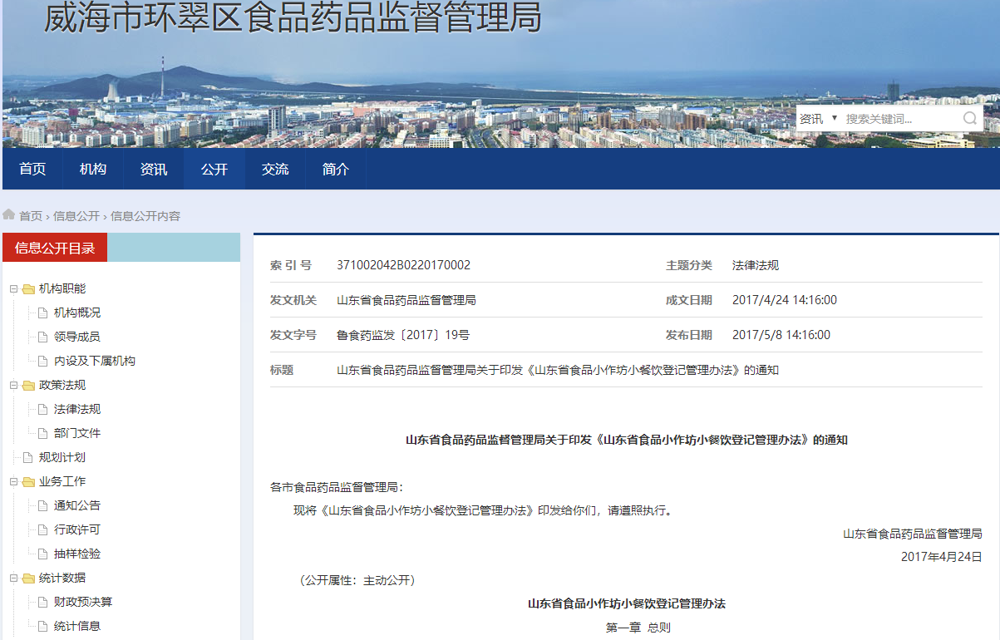 威海市环翠区食品药品监督管理局
资讯 ▼ 搜索关键词...
首页 机构 资讯 公开 交流 简介
首页 › 信息公开 › 信息公开内容
信息公开目录
机构职能
机构概况
领导成员
内设及下属机构
政策法规
法律法规
部门文件
规划计划
业务工作
通知公告
行政许可
抽样检验
统计数据
财政预决算
统计信息
索 引 号 371002042B0220170002 主题分类 法律法规
发文机关 山东省食品药品监督管理局 成文日期 2017/4/24 14:16:00
发文字号 鲁食药监发〔2017〕19号 发布日期 2017/5/8 14:16:00
标题 山东省食品药品监督管理局关于印发《山东省食品小作坊小餐饮登记管理办法》的通知
山东省食品药品监督管理局关于印发《山东省食品小作坊小餐饮登记管理办法》的通知
各市食品药品监督管理局：
现将《山东省食品小作坊小餐饮登记管理办法》印发给你们，请遵照执行。
山东省食品药品监督管理局
2017年4月24日
（公开属性：主动公开）
山东省食品小作坊小餐饮登记管理办法
第一章 总则